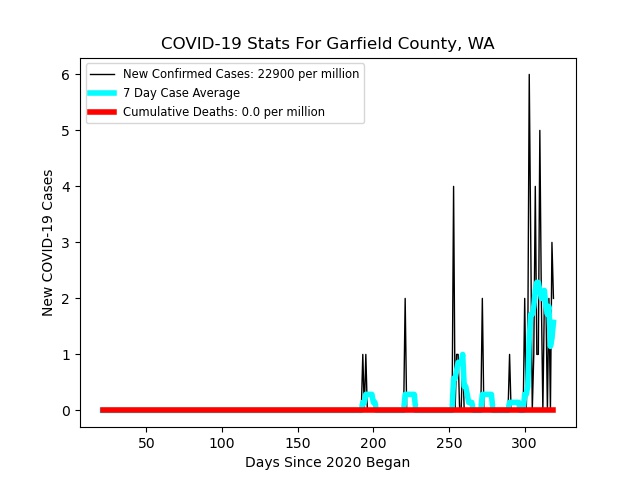 COVID-19 Stats For Garfield County, WA
New Confirmed Cases: 22900 per million
7 Day Case Average
Cumulative Deaths: 0.0 per million
New COVID-19 Cases
6
5
4
3
2
1
0
50 100 150 200 250 300
Days Since 2020 Began